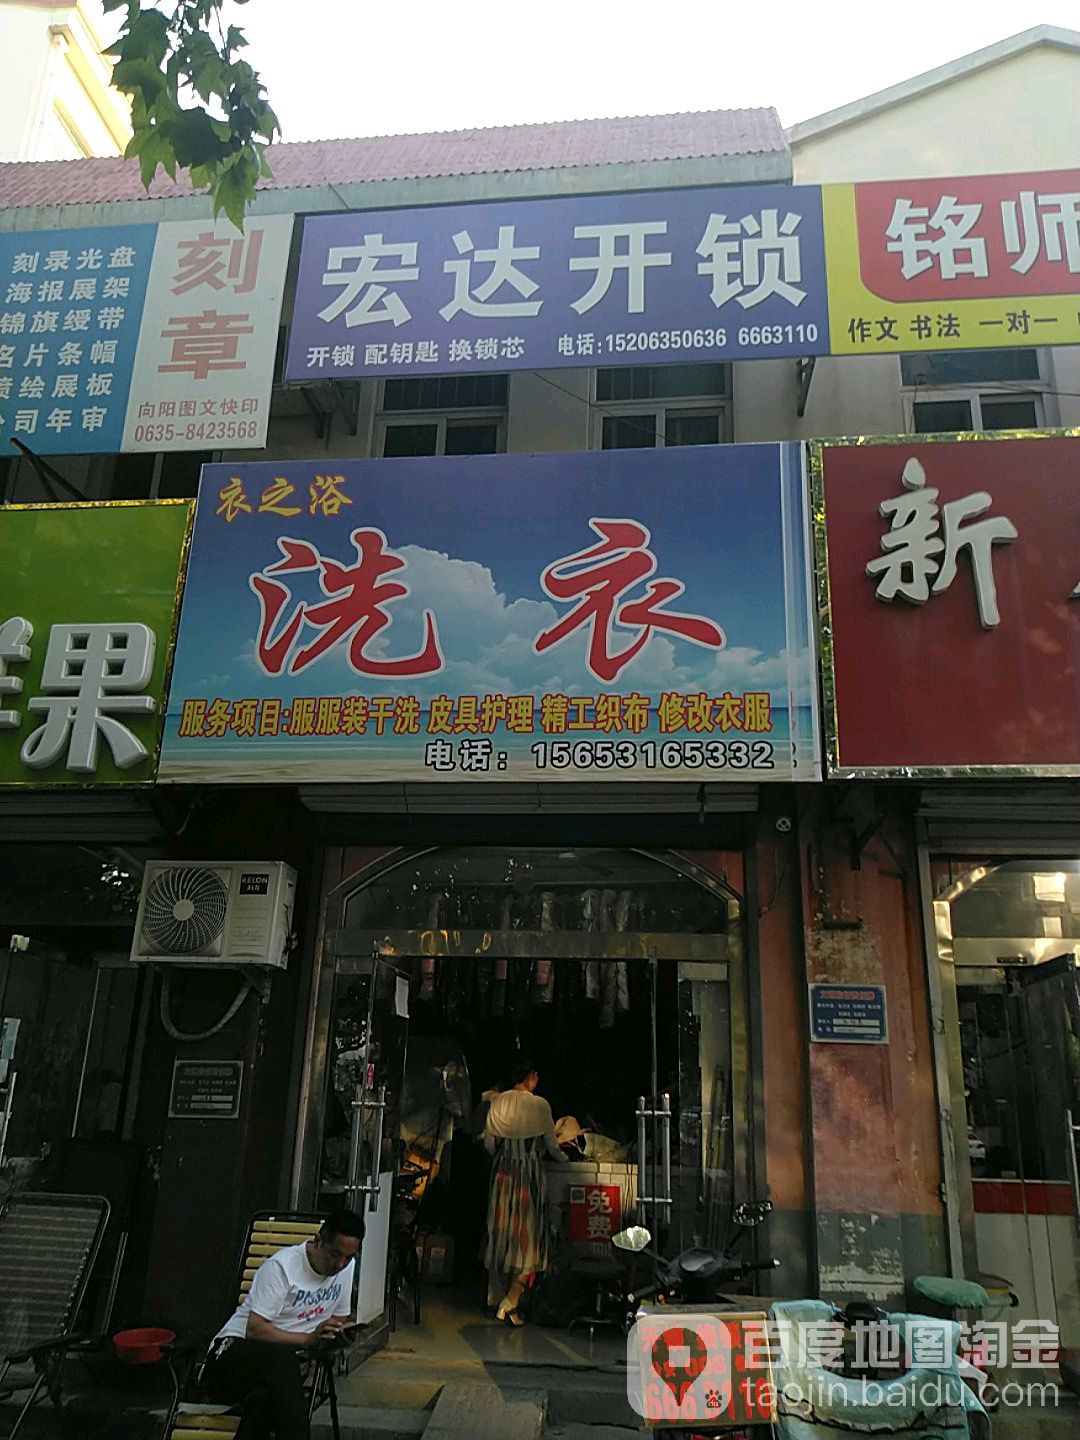 刻录光盘
海报展架
锦旗绶带
名片条幅
喷绘展板
公司年审
刻章
向阳图文快印
0635-8423568
宏达开锁
开锁 配钥匙 换锁芯 电话:15206350636 6663110
铭师
作文 书法 一对一
果
衣之浴
洗衣
服务项目:服服装干洗 皮具护理 精工织布 修改衣服
电话: 15653165332
新
KELON
免费
666 3110
百度地图淘金
taojin.baidu.com